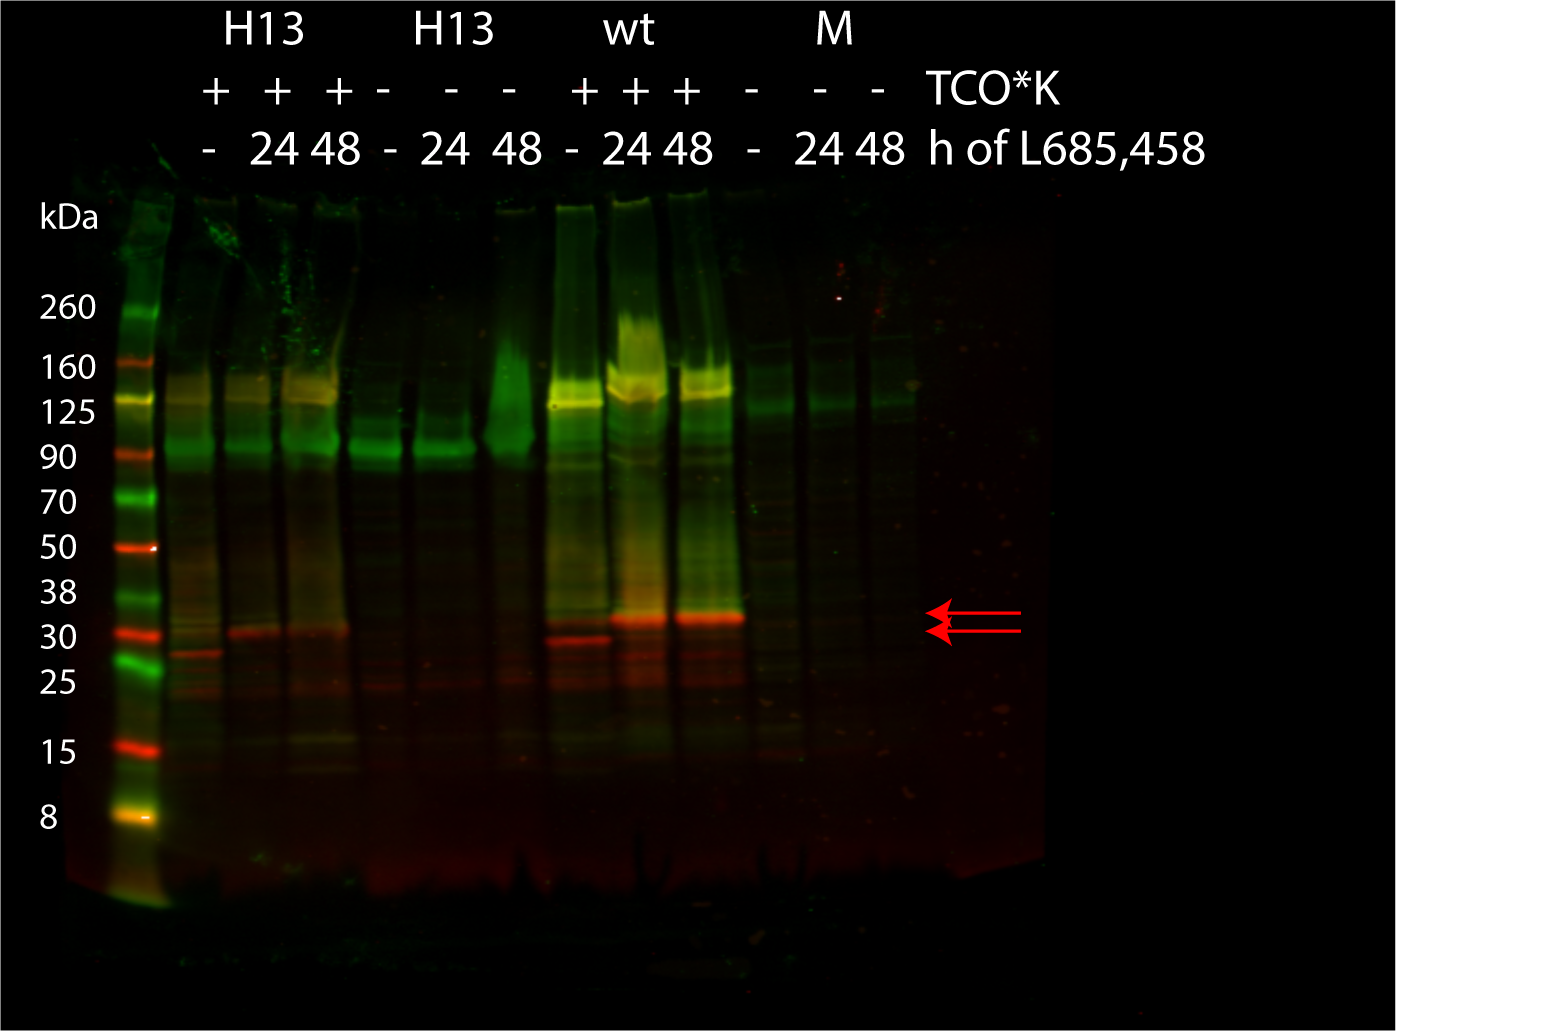 H13 H13 wt M
+ + + - - - + + + - - - TCO*K
- 24 48 - 24 48 - 24 48 - 24 48 h of L685,458
kDa
260
160
125
90
70
50
38
30
25
15
8